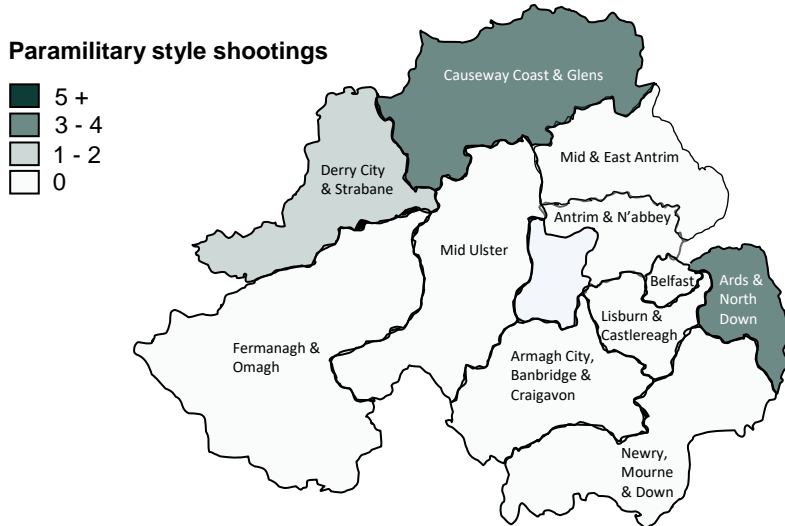 Paramilitary style shootings
5 +
3 - 4
1 - 2
0
Causeway Coast & Glens
Derry City
& Strabane
Mid & East Antrim
Antrim & N'abbey
Mid Ulster
Belfast
Ards &
North
Down
Lisburn &
Castlereagh
Fermanagh &
Omagh
Armagh City,
Banbridge &
Craigavon
Newry,
Mourne
& Down